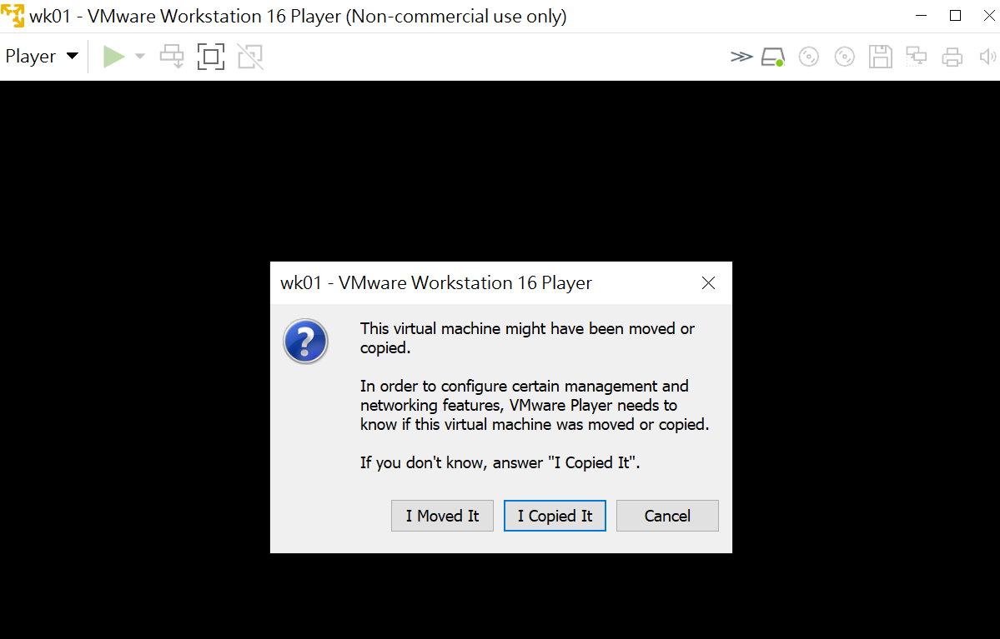 wk01 - VMware Workstation 16 Player (Non-commercial use only)
Player
wk01 - VMware Workstation 16 Player
This virtual machine might have been moved or
copied.
In order to configure certain management and
networking features, VMware Player needs to
know if this virtual machine was moved or copied.
If you don't know, answer "I Copied It".
I Moved It
I Copied It
Cancel